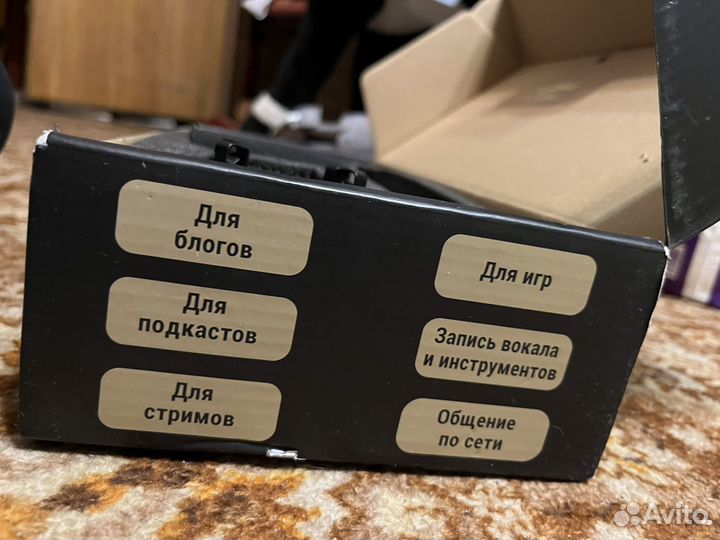 Для
блогов
Для
подкастов
Для
стримов
Для игр
Запись вокала
и инструментов
Общение
по сети
Avito